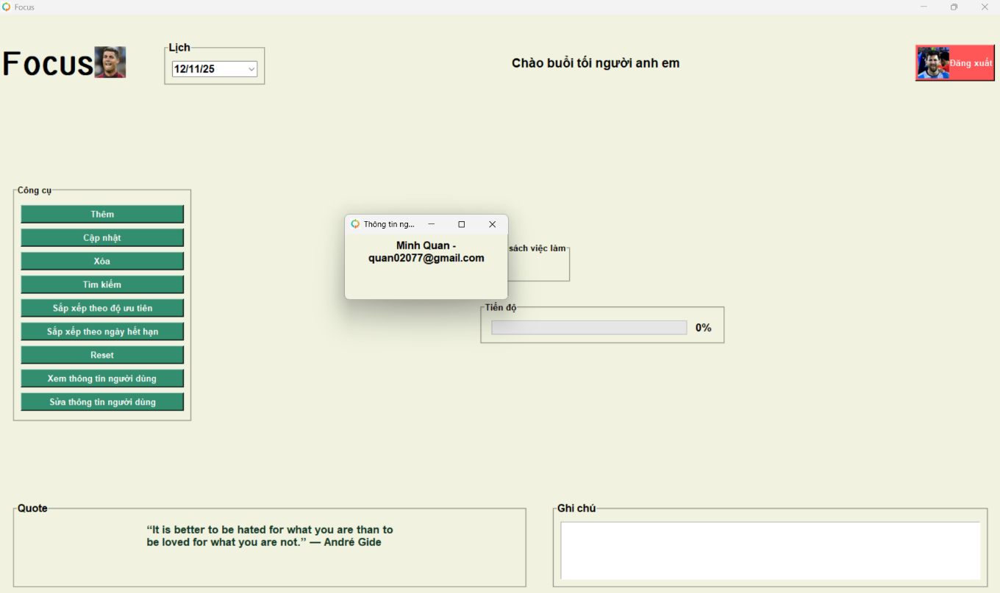 Focus
Focus
Lịch
12/11/25
Chào buổi tối người anh em
Đăng xuất
Công cụ
Thêm
Cập nhật
Xóa
Tìm kiếm
Sắp xếp theo độ ưu tiên
Sắp xếp theo ngày hết hạn
Reset
Xem thông tin người dùng
Sửa thông tin người dùng
Thông tin ng...
Minh Quan -
quan02077@gmail.com
sách việc làm
Tiến độ
0%
Quote
“It is better to be hated for what you are than to
be loved for what you are not.” — André Gide
Ghi chú